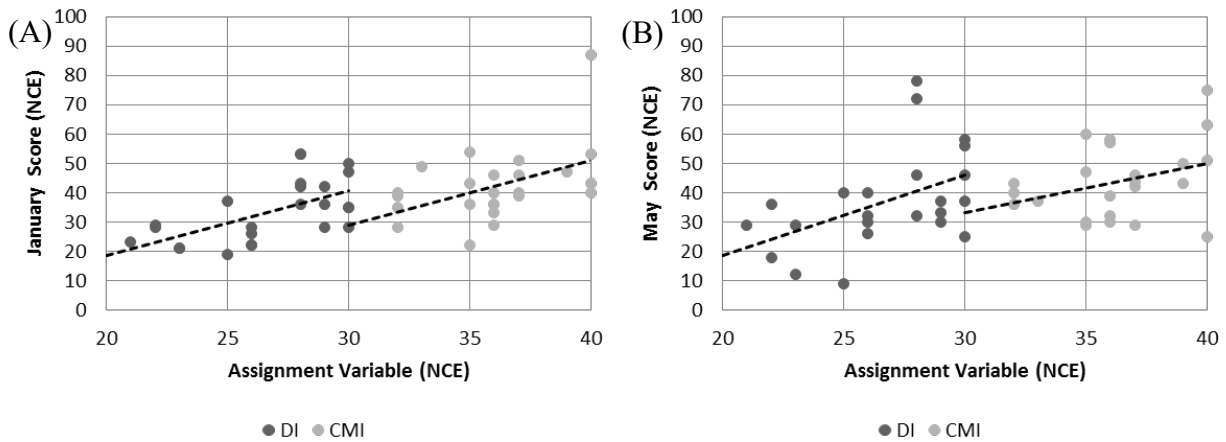 (A)
January Score (NCE)
100
90
80
70
60
50
40
30
20
10
0
20 25 30 35 40
Assignment Variable (NCE)
DI CMI
(B)
May Score (NCE)
100
90
80
70
60
50
40
30
20
10
0
20 25 30 35 40
Assignment Variable (NCE)
DI CMI